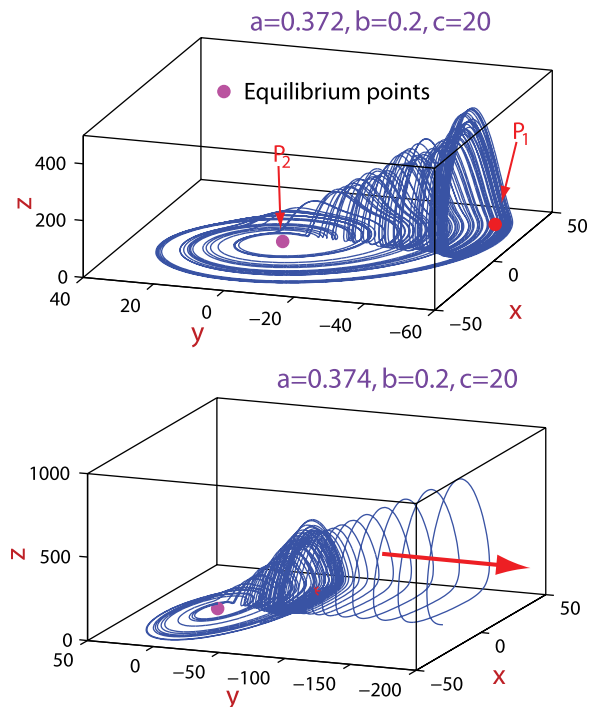 a=0.372, b=0.2, c=20
Equilibrium points
P2
P1
z
400
200
0
40
20
0
−20
−40
−60
y
−50
0
50
x
a=0.374, b=0.2, c=20
z
1000
500
0
50
0
−50
−100
−150
−200
y
−50
0
50
x